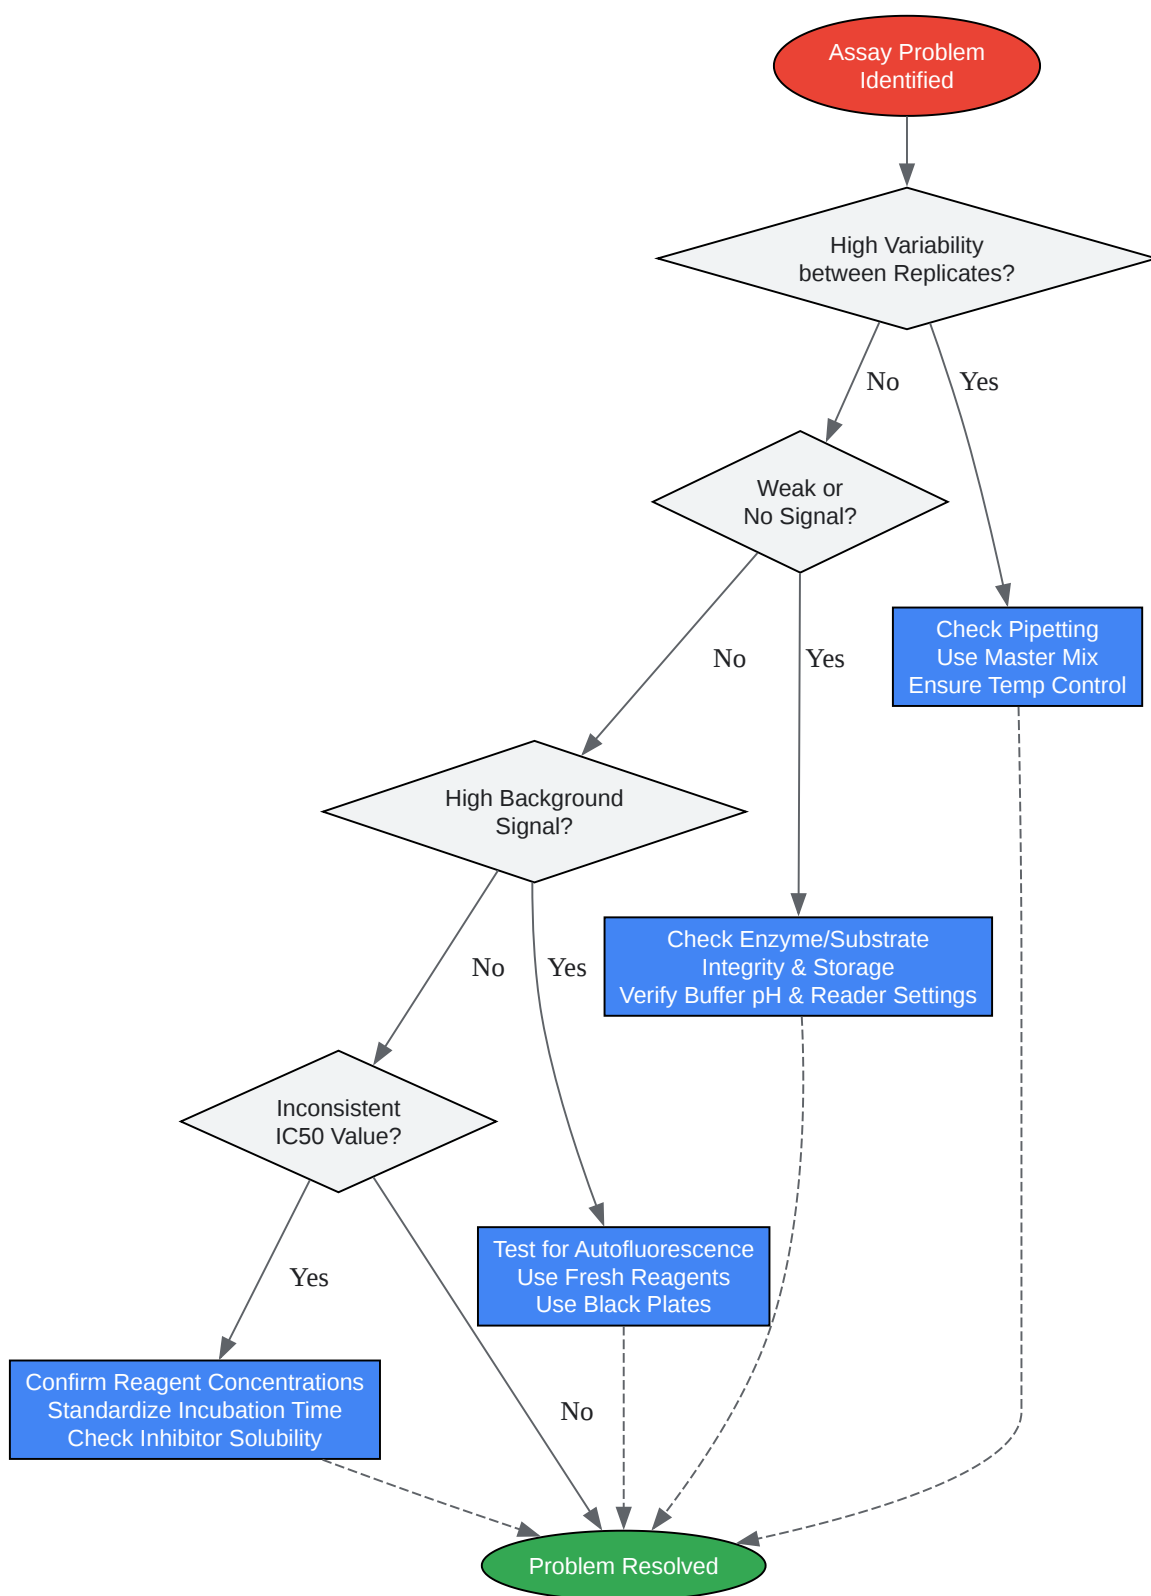 Assay Problem
Identified
High Variability
between Replicates?
No
Yes
Weak or
No Signal?
No
Yes
Check Pipetting
Use Master Mix
Ensure Temp Control
High Background
Signal?
No
Yes
Check Enzyme/Substrate
Integrity & Storage
Verify Buffer pH & Reader Settings
Inconsistent
IC50 Value?
Yes
No
Test for Autofluorescence
Use Fresh Reagents
Use Black Plates
Confirm Reagent Concentrations
Standardize Incubation Time
Check Inhibitor Solubility
Problem Resolved